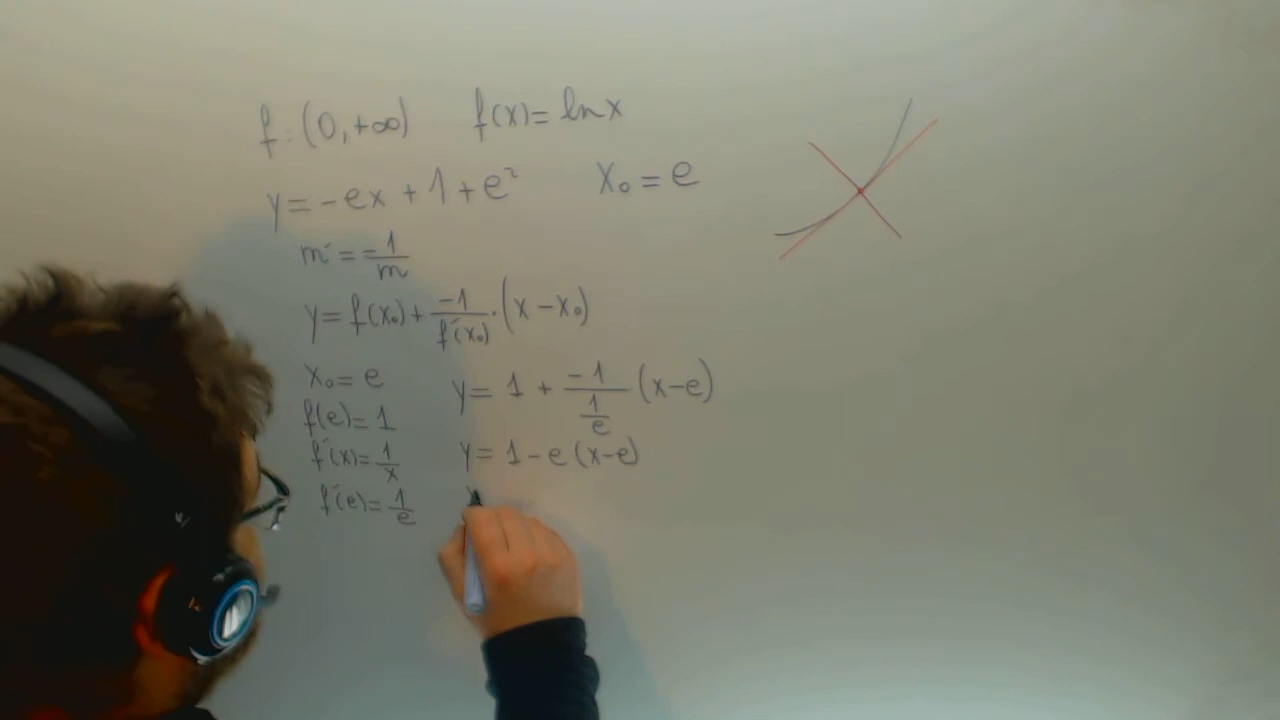 f: (0,+∞) f(x)= ln x
y= -ex + 1 + e² x₀ = e
m' = -1/m
y= f(x₀) + -1/f'(x₀) · (x - x₀)
x₀ = e
f(e)= 1
f'(x)= 1/x
f'(e)= 1/e
y= 1 + -1/(1/e) (x-e)
y= 1 - e (x-e)